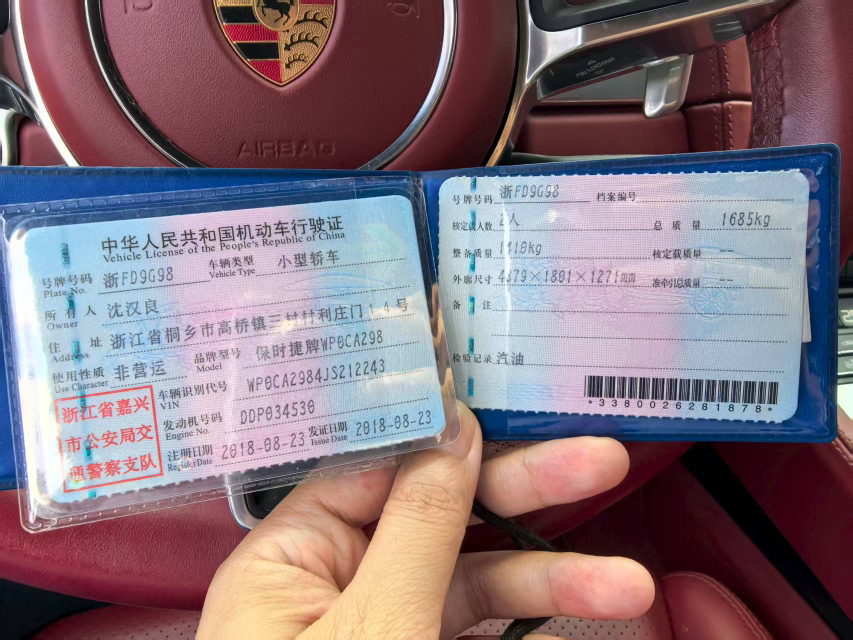 AIRBAG
中华人民共和国机动车行驶证
Vehicle License of the People's Republic of China
号牌号码 浙FD9G98 车辆类型 小型轿车
Plate No. Vehicle Type
所有人 沈汉良
Owner
住址 浙江省桐乡市高桥镇三村村利庄门14号
Address
使用性质 非营运 品牌型号 保时捷牌WP0CA298
Use Character Model
车辆识别代号 WP0CA2984JS212243
VIN
发动机号码 DDP034530
Engine No.
注册日期 2018-08-23 发证日期 2018-08-23
Register Date Issue Date
浙江省嘉兴
市公安局交
通警察支队
号牌号码 浙FD9G98 档案编号
核定载人数 2人 总质量 1685kg
整备质量 1410kg 核定载质量 --
外廓尺寸 4379×1801×1271mm 准牵引总质量 --
备注
检验记录 汽油
*3380026281878*